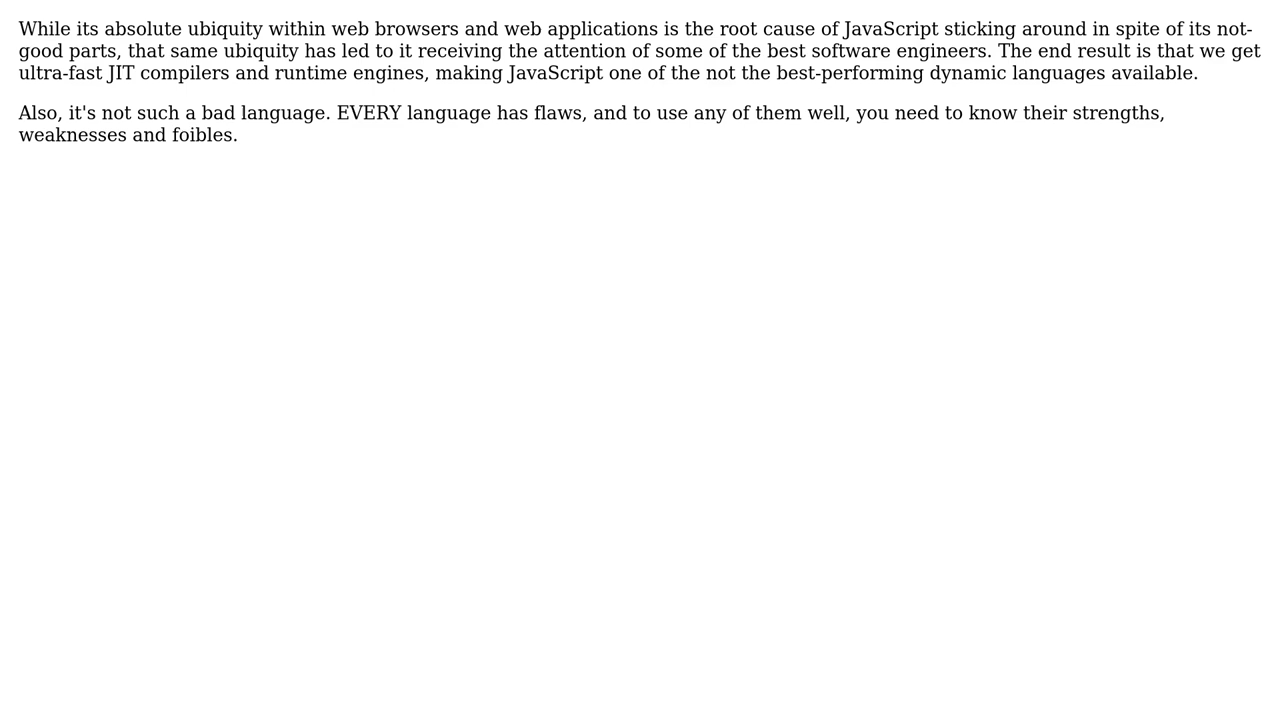 While its absolute ubiquity within web browsers and web applications is the root cause of JavaScript sticking around in spite of its not-
good parts, that same ubiquity has led to it receiving the attention of some of the best software engineers. The end result is that we get
ultra-fast JIT compilers and runtime engines, making JavaScript one of the not the best-performing dynamic languages available.
Also, it's not such a bad language. EVERY language has flaws, and to use any of them well, you need to know their strengths,
weaknesses and foibles.